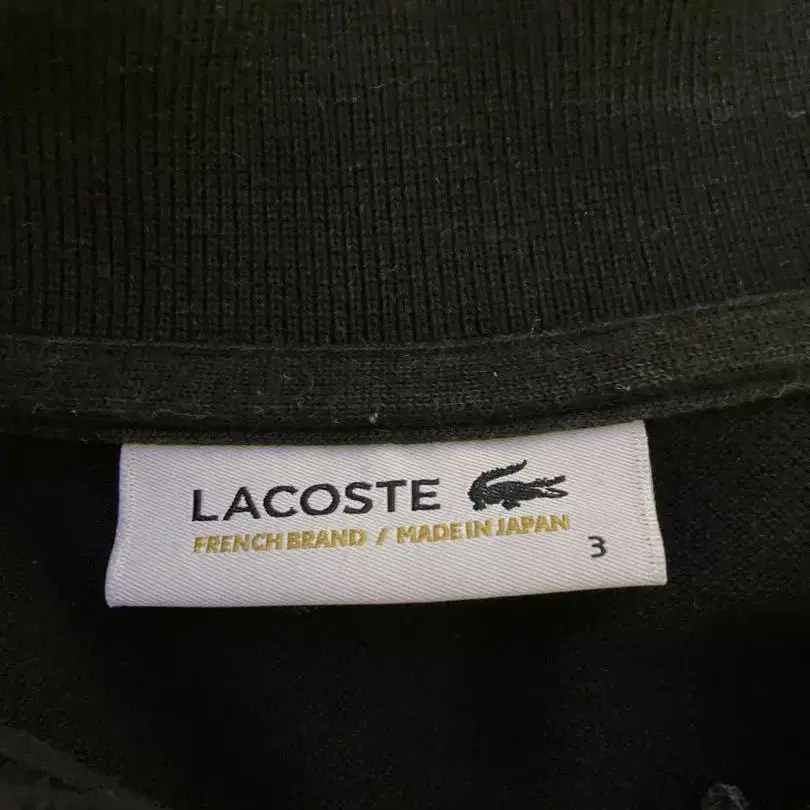 LACOSTE
FRENCH BRAND / MADE IN JAPAN
3